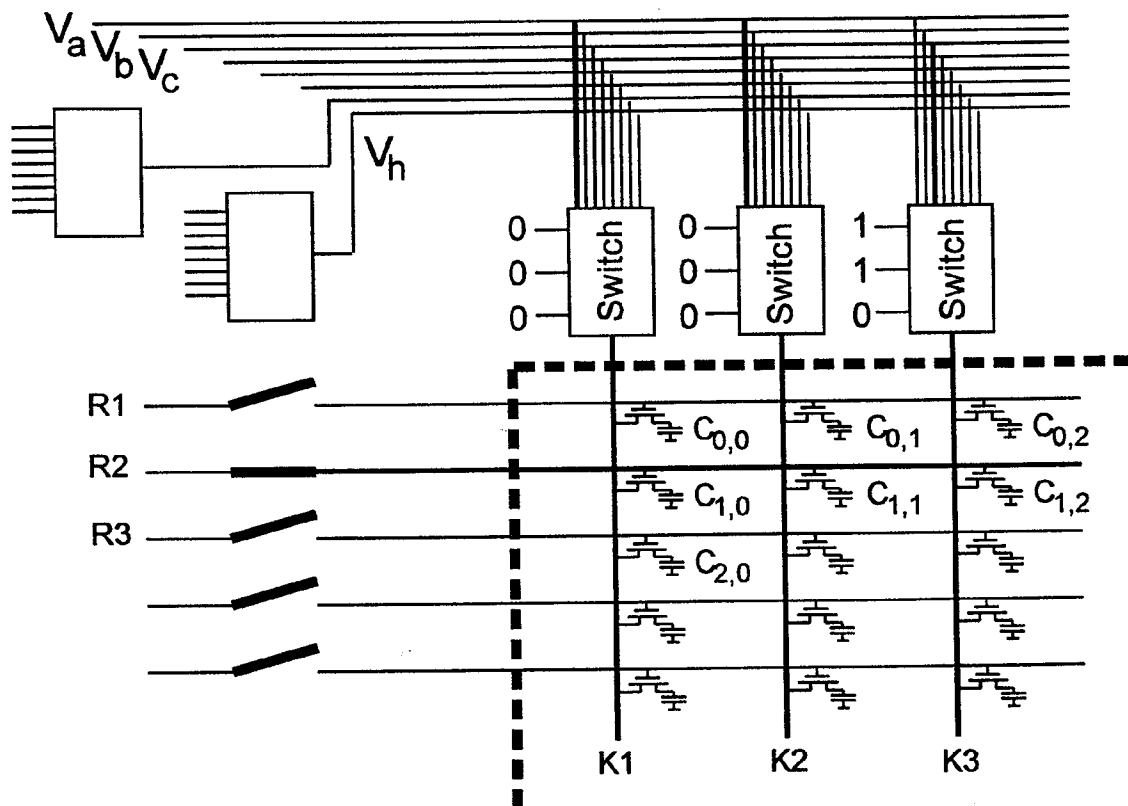 Va Vb Vc
Vh
0 0 1
0 0 1
0 0 0
Switch Switch Switch
R1
C0,0 C0,1 C0,2
R2
C1,0 C1,1 C1,2
R3
C2,0
K1 K2 K3